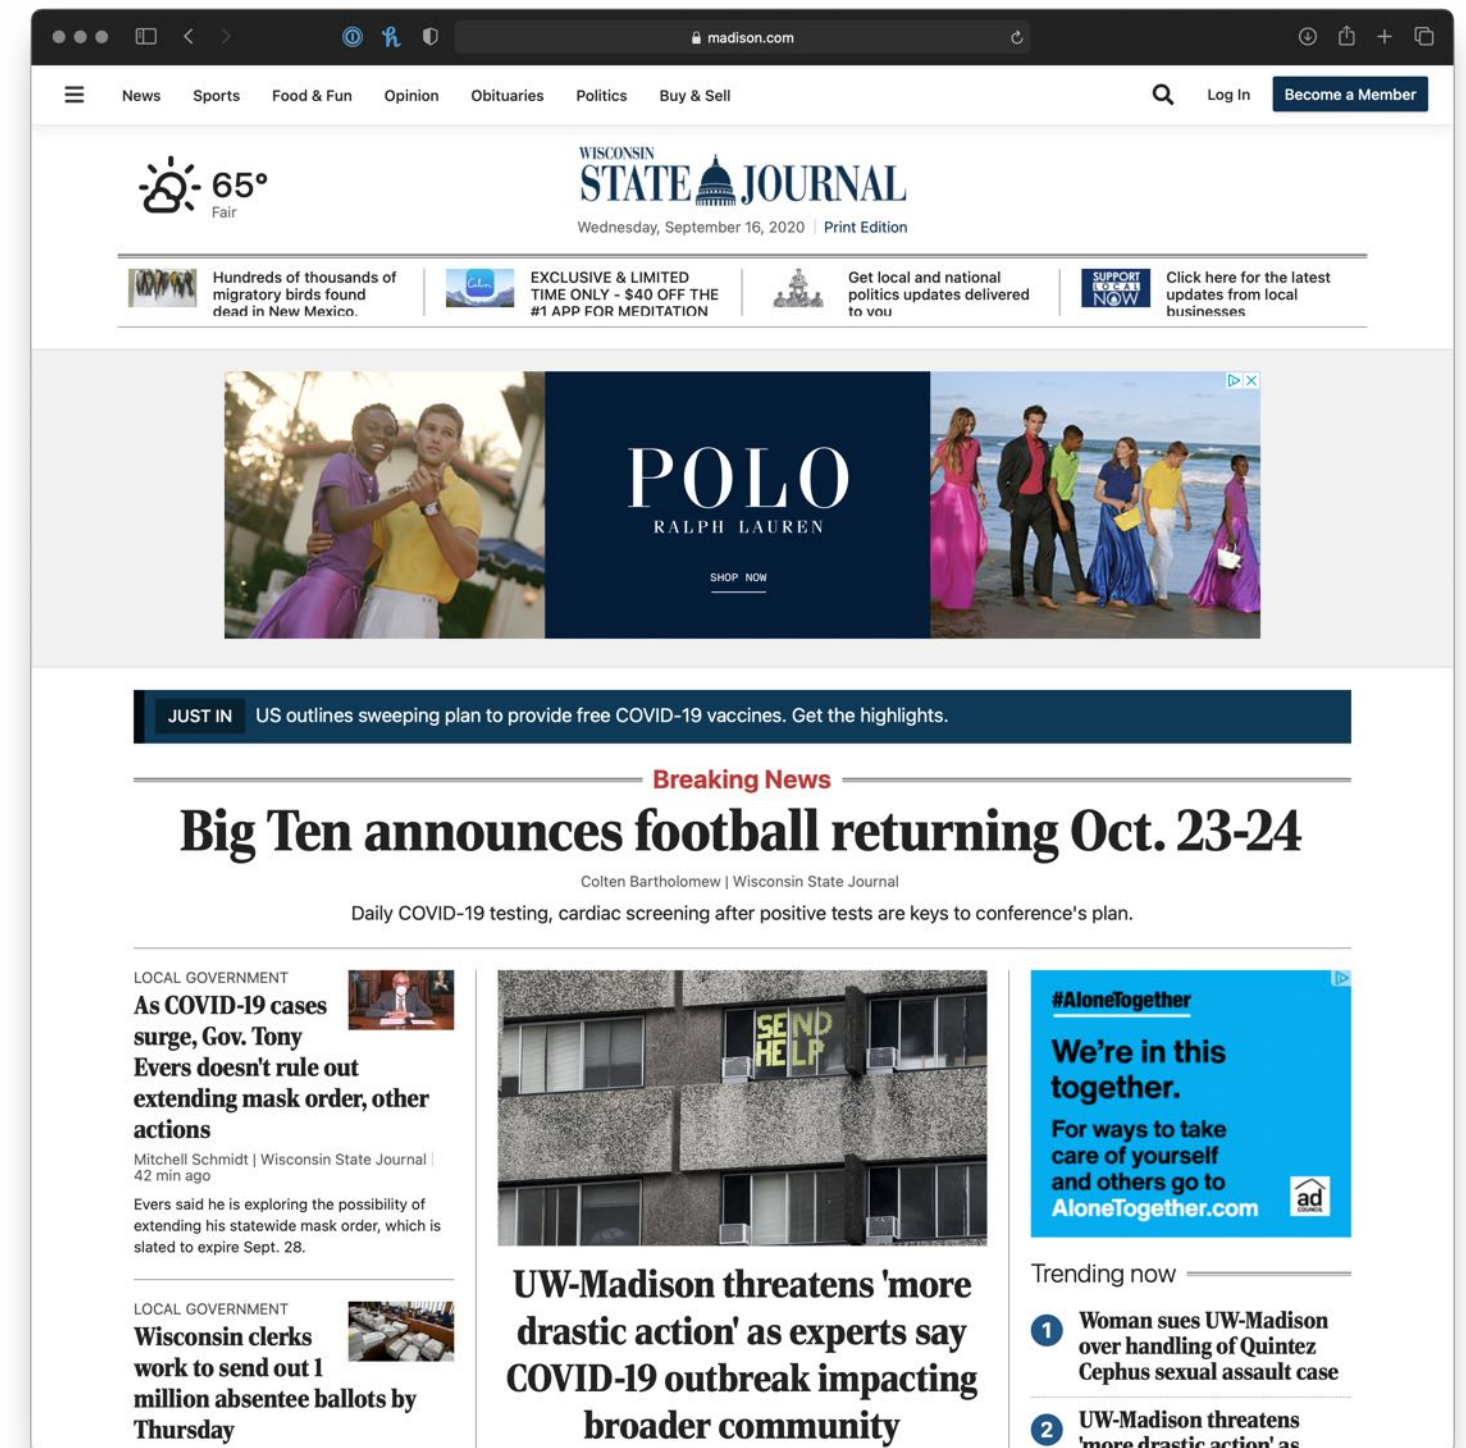 madison.com
News Sports Food & Fun Opinion Obituaries Politics Buy & Sell
Log In
Become a Member
65°
Fair
WISCONSIN
STATE JOURNAL
Wednesday, September 16, 2020 | Print Edition
Hundreds of thousands of
migratory birds found
dead in New Mexico.
Calm
EXCLUSIVE & LIMITED
TIME ONLY - $40 OFF THE
#1 APP FOR MEDITATION
Get local and national
politics updates delivered
to you
SUPPORT
LOCAL
NOW
Click here for the latest
updates from local
businesses
POLO
RALPH LAUREN
SHOP NOW
JUST IN US outlines sweeping plan to provide free COVID-19 vaccines. Get the highlights.
Breaking News
Big Ten announces football returning Oct. 23-24
Colten Bartholomew | Wisconsin State Journal
Daily COVID-19 testing, cardiac screening after positive tests are keys to conference's plan.
LOCAL GOVERNMENT
As COVID-19 cases
surge, Gov. Tony
Evers doesn't rule out
extending mask order, other
actions
Mitchell Schmidt | Wisconsin State Journal |
42 min ago
Evers said he is exploring the possibility of
extending his statewide mask order, which is
slated to expire Sept. 28.
LOCAL GOVERNMENT
Wisconsin clerks
work to send out 1
million absentee ballots by
Thursday
SEND
HELP
UW-Madison threatens 'more
drastic action' as experts say
COVID-19 outbreak impacting
broader community
#AloneTogether
We're in this
together.
For ways to take
care of yourself
and others go to
AloneTogether.com
ad
COUNCIL
Trending now
1 Woman sues UW-Madison
over handling of Quintez
Cephus sexual assault case
2 UW-Madison threatens
'more drastic action' as